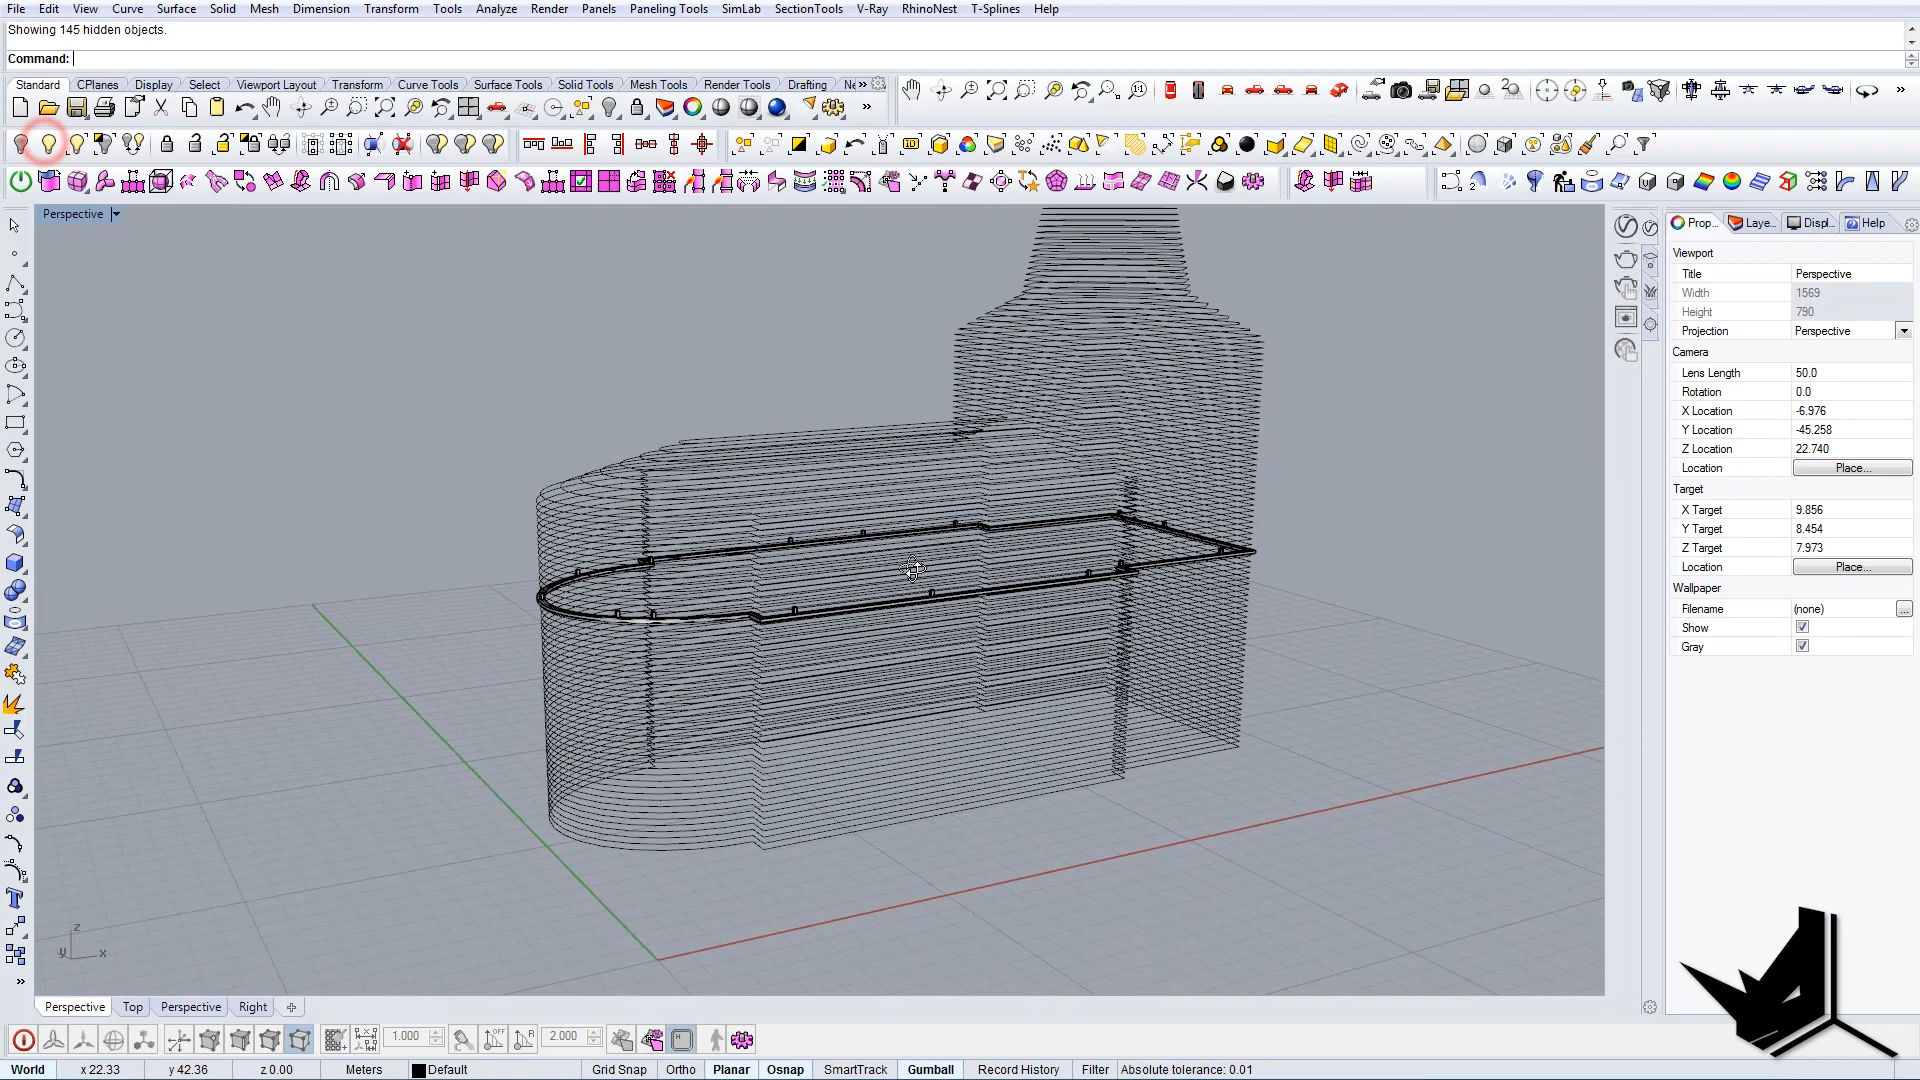 File Edit View Curve Surface Solid Mesh Dimension Transform Tools Analyze Render Panels Paneling Tools SimLab SectionTools V-Ray RhinoNest T-Splines Help
Showing 145 hidden objects.
Command:
Standard CPlanes Display Select Viewport Layout Transform Curve Tools Surface Tools Solid Tools Mesh Tools Render Tools Drafting
Perspective
Prop... Laye... Displ... Help
Viewport
Title Perspective
Width 1569
Height 790
Projection Perspective
Camera
Lens Length 50.0
Rotation 0.0
X Location -6.976
Y Location -45.258
Z Location 22.740
Location Place...
Target
X Target 9.856
Y Target 8.454
Z Target 7.973
Location Place...
Wallpaper
Filename (none) ...
Show
Gray
z
y x
Perspective Top Perspective Right
1.000 OFF R 2.000 H
World x 22.33 y 42.36 z 0.00 Meters Default Grid Snap Ortho Planar Osnap SmartTrack Gumball Record History Filter Absolute tolerance: 0.01